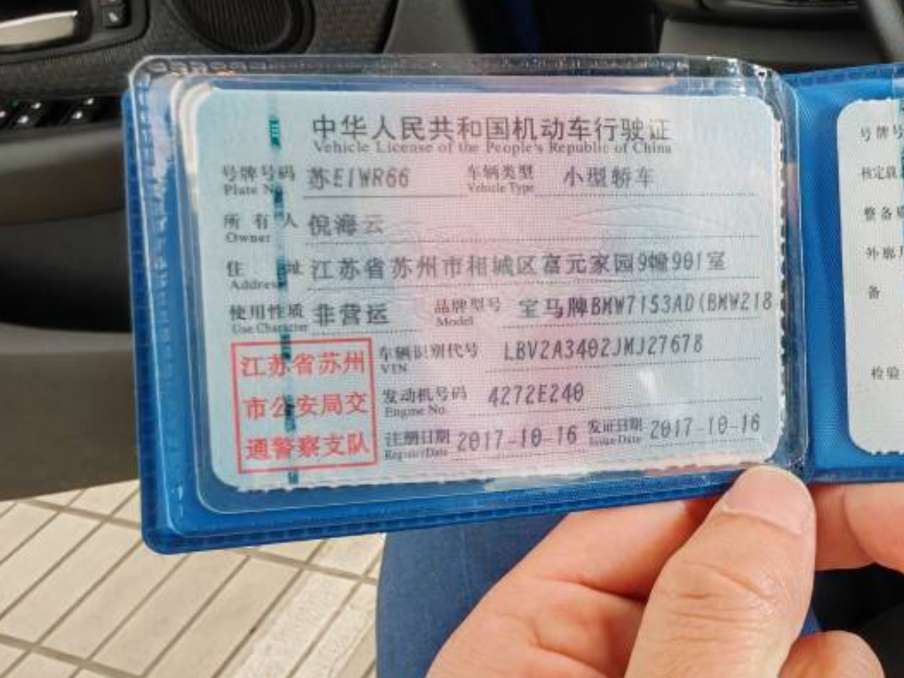 中华人民共和国机动车行驶证
Vehicle License of the People's Republic of China
号牌号码 苏E1WR66 车辆类型 小型轿车
Plate No. Vehicle Type
所有人 倪海云
Owner
住址 江苏省苏州市相城区富元家园9幢901室
Address
使用性质 非营运 品牌型号 宝马牌BMW7153AD(BMW218
Use Character Model
车辆识别代号 LBV2A3402JMJ27678
VIN
发动机号码 4272E240
Engine No.
注册日期 2017-10-16 发证日期 2017-10-16
Register Date Issue Date
江苏省苏州
市公安局交
通警察支队
号牌号
核定载
整备质
外廓尺
备
检验